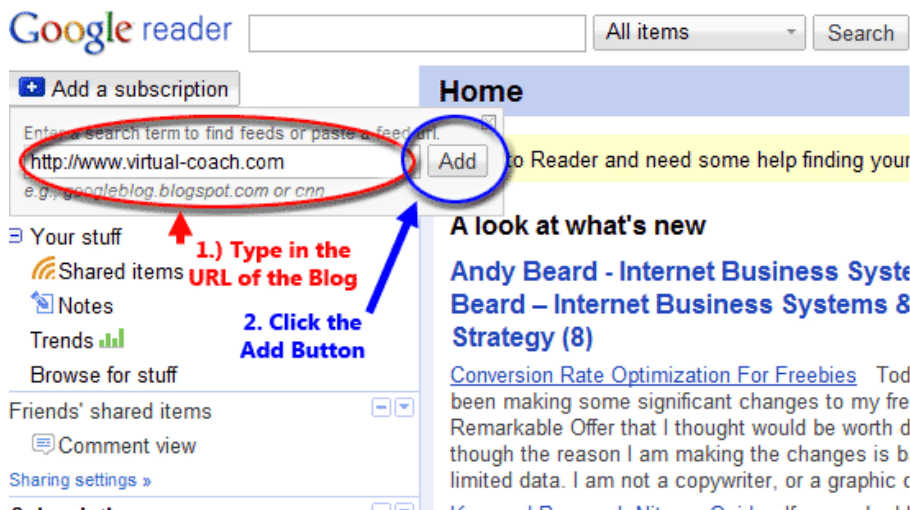 Google reader
All items
Search
Add a subscription
Home
Enter a search term to find feeds or paste a feed url.
http://www.virtual-coach.com
Add
to Reader and need some help finding your
e.g., googleblog.blogspot.com or cnn
A look at what's new
Your stuff
1.) Type in the
URL of the Blog
Shared items
Notes
Trends
Browse for stuff
2. Click the
Add Button
Andy Beard - Internet Business Syste
Beard – Internet Business Systems &
Strategy (8)
Conversion Rate Optimization For Freebies Tod
been making some significant changes to my fre
Remarkable Offer that I thought would be worth d
though the reason I am making the changes is b
limited data. I am not a copywriter, or a graphic
Friends' shared items
Comment view
Sharing settings »